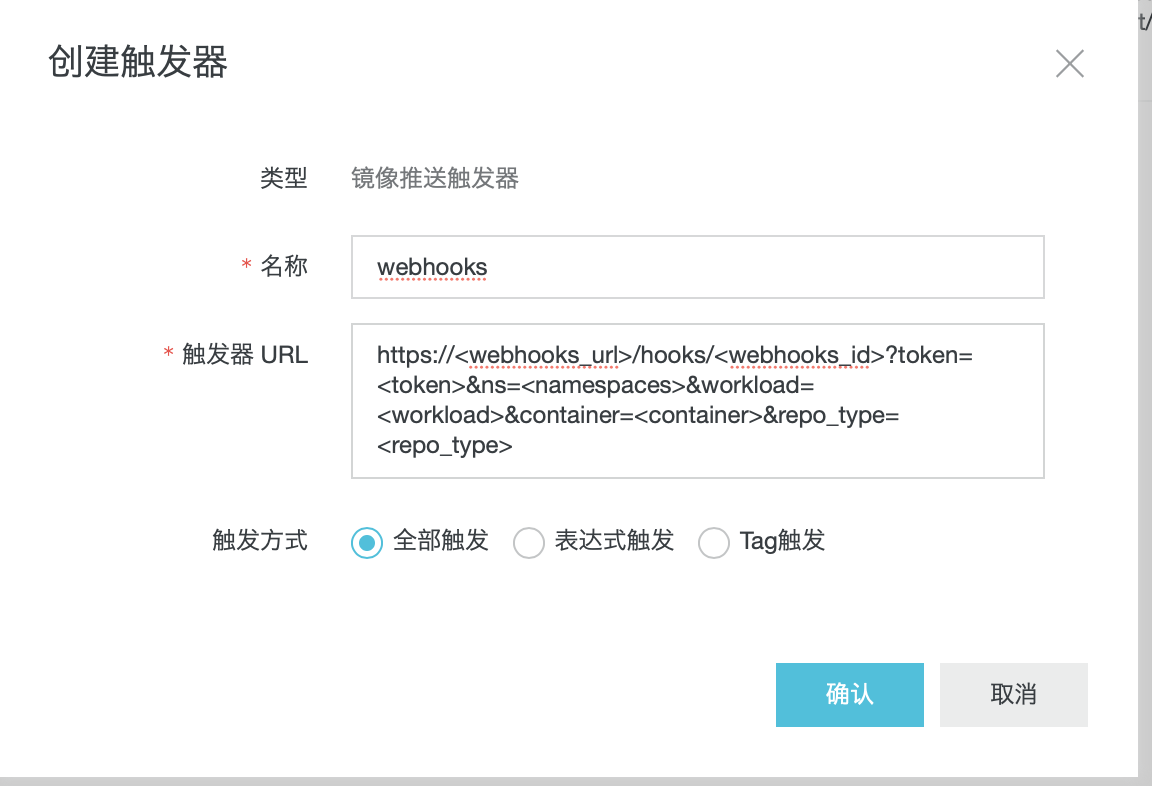 t/
创建触发器
类型 镜像推送触发器
* 名称 webhooks
* 触发器 URL https://<webhooks_url>/hooks/<webhooks_id>?token=
<token>&ns=<namespaces>&workload=
<workload>&container=<container>&repo_type=
<repo_type>
触发方式 全部触发 表达式触发 Tag触发
确认 取消